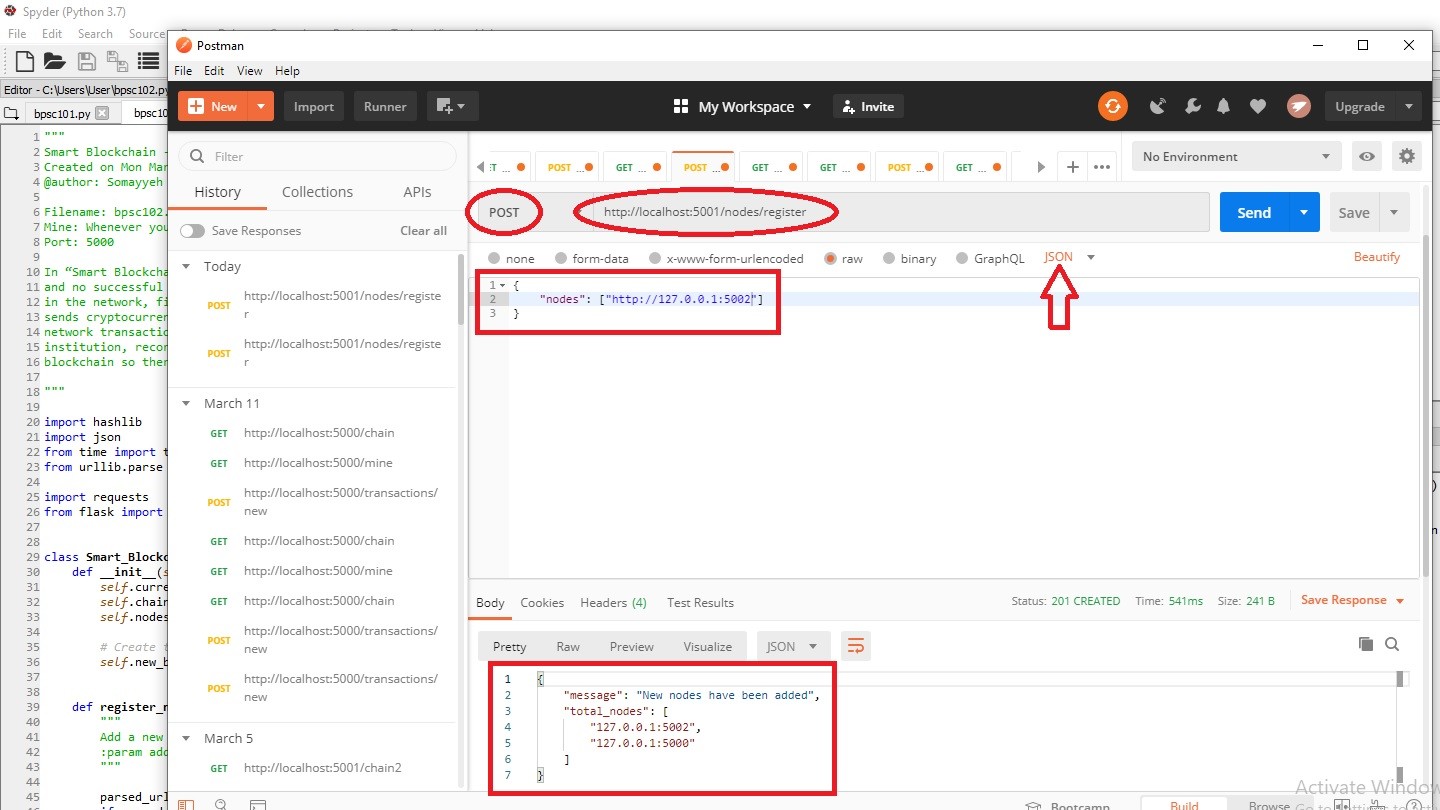 Spyder (Python 3.7)
File Edit Search Source
Editor - C:\Users\User\bpsc102.py
bpsc101.py
bpsc10
1 """
2 Smart Blockchain -
3 Created on Mon Mar
4 @author: Somayyeh
5
6 Filename: bpsc102.
7 Mine: Whenever you
8 Port: 5000
9
10 In “Smart Blockcha
11 and no successful
12 in the network, fi
13 sends cryptocurren
14 network transactio
15 institution, recor
16 blockchain so ther
17
18 """
19
20 import hashlib
21 import json
22 from time import t
23 from urllib.parse
24
25 import requests
26 from flask import
27
28
29 class Smart_Blockc
30 def __init__(s
31 self.curre
32 self.chain
33 self.nodes
34
35 # Create t
36 self.new_b
37
38
39 def register_r
40 """
41 Add a new
42 :param add
43 """
44
45 parsed_url
46
Postman
File Edit View Help
New Import Runner My Workspace Invite Upgrade
Filter
History Collections APIs
Save Responses Clear all
Today
POST http://localhost:5001/nodes/registe
r
POST http://localhost:5001/nodes/registe
r
March 11
GET http://localhost:5000/chain
GET http://localhost:5000/mine
POST http://localhost:5000/transactions/
new
GET http://localhost:5000/chain
GET http://localhost:5000/mine
GET http://localhost:5000/chain
POST http://localhost:5000/transactions/
new
POST http://localhost:5000/transactions/
new
March 5
GET http://localhost:5001/chain2
ET ... POST ... GET ... POST ... GET ... GET ... POST ... GET ... + ••• No Environment
POST http://localhost:5001/nodes/register Send Save
none form-data x-www-form-urlencoded raw binary GraphQL JSON Beautify
1 {
2 "nodes": ["http://127.0.0.1:5002"]
3 }
Body Cookies Headers (4) Test Results Status: 201 CREATED Time: 541ms Size: 241 B Save Response
Pretty Raw Preview Visualize JSON
1 {
2 "message": "New nodes have been added",
3 "total_nodes": [
4 "127.0.0.1:5002",
5 "127.0.0.1:5000"
6 ]
7 }
Activate Window
Bootcamp Build Browse